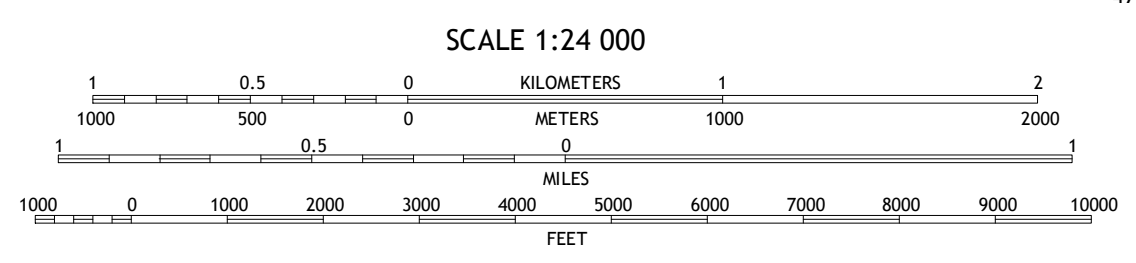 SCALE 1:24 000
1 0.5 0 KILOMETERS 1 2
1000 500 0 METERS 1000 2000
1 0.5 0 1
MILES
1000 0 1000 2000 3000 4000 5000 6000 7000 8000 9000 10000
FEET